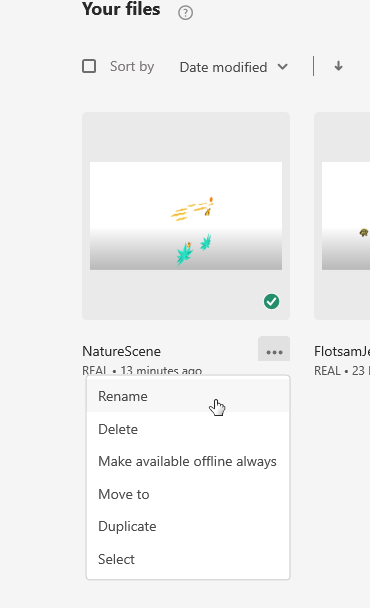 Your files ?
Sort by Date modified
NatureScene ...
REAL • 13 minutes ago
FlotsamJe
REAL • 23
Rename
Delete
Make available offline always
Move to
Duplicate
Select